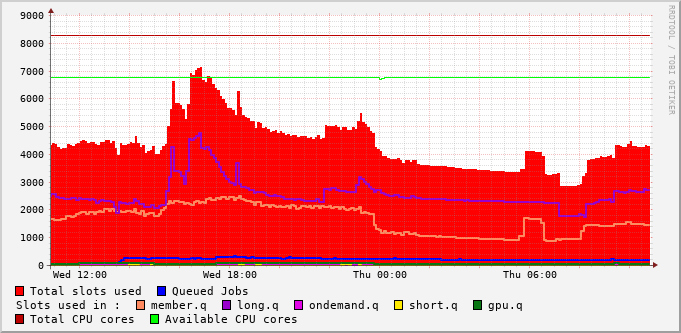 9000
8000
7000
6000
5000
4000
3000
2000
1000
0
Wed 12:00 Wed 18:00 Thu 00:00 Thu 06:00
RRDTOOL / TOBI OETIKER
Total slots used Queued Jobs
Slots used in : member.q long.q ondemand.q short.q gpu.q
Total CPU cores Available CPU cores